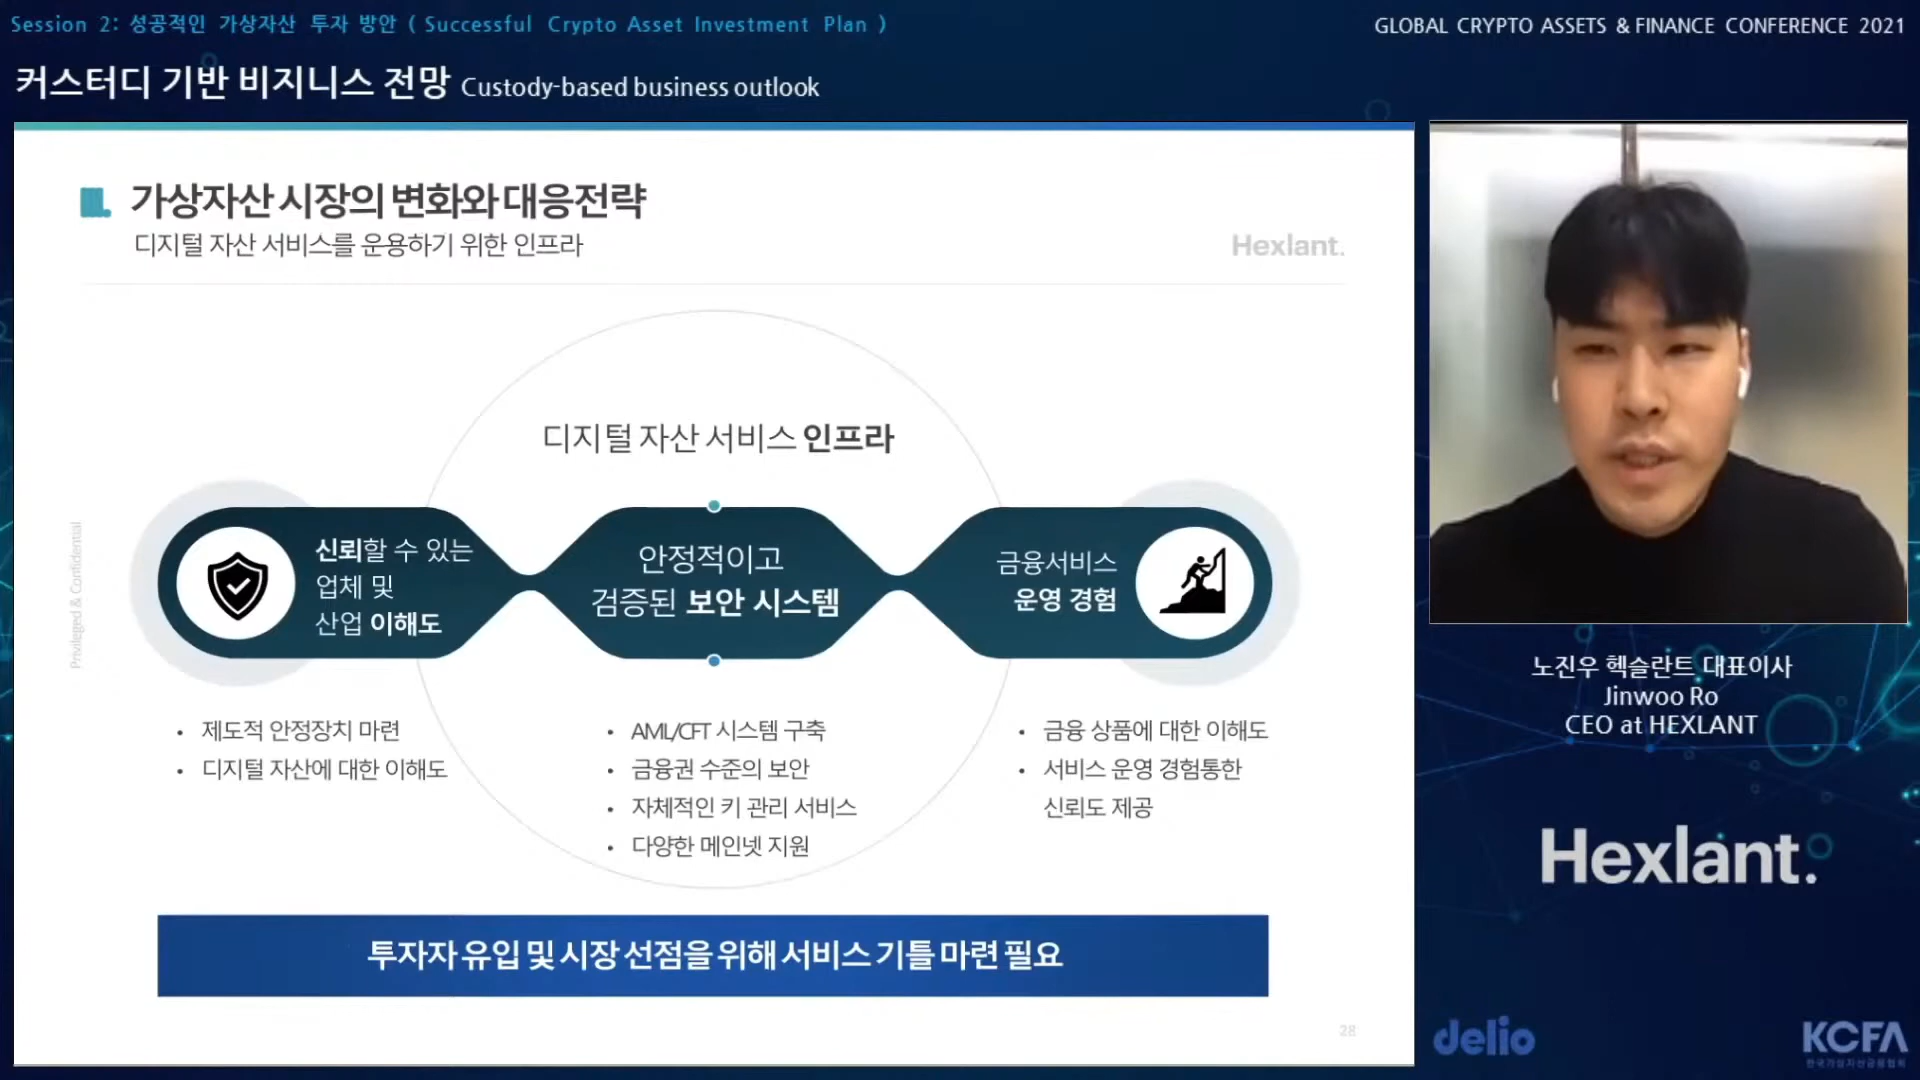 Session 2: 성공적인 가상자산 투자 방안 ( Successful Crypto Asset Investment Plan )
GLOBAL CRYPTO ASSETS & FINANCE CONFERENCE 2021
커스터디 기반 비지니스 전망 Custody-based business outlook
가상자산 시장의 변화와 대응전략
디지털 자산 서비스를 운용하기 위한 인프라
Hexlant.
디지털 자산 서비스 인프라
신뢰할 수 있는
업체 및
산업 이해도
안정적이고
검증된 보안 시스템
금융서비스
운영 경험
Privileged & Confidential
• 제도적 안정장치 마련
• 디지털 자산에 대한 이해도
• AML/CFT 시스템 구축
• 금융권 수준의 보안
• 자체적인 키 관리 서비스
• 다양한 메인넷 지원
• 금융 상품에 대한 이해도
• 서비스 운영 경험통한
신뢰도 제공
투자자 유입 및 시장 선점을 위해 서비스 기틀 마련 필요
28
노진우 헥슬란트 대표이사
Jinwoo Ro
CEO at HEXLANT
Hexlant.
delio
KCFA
한국가상자산금융협회